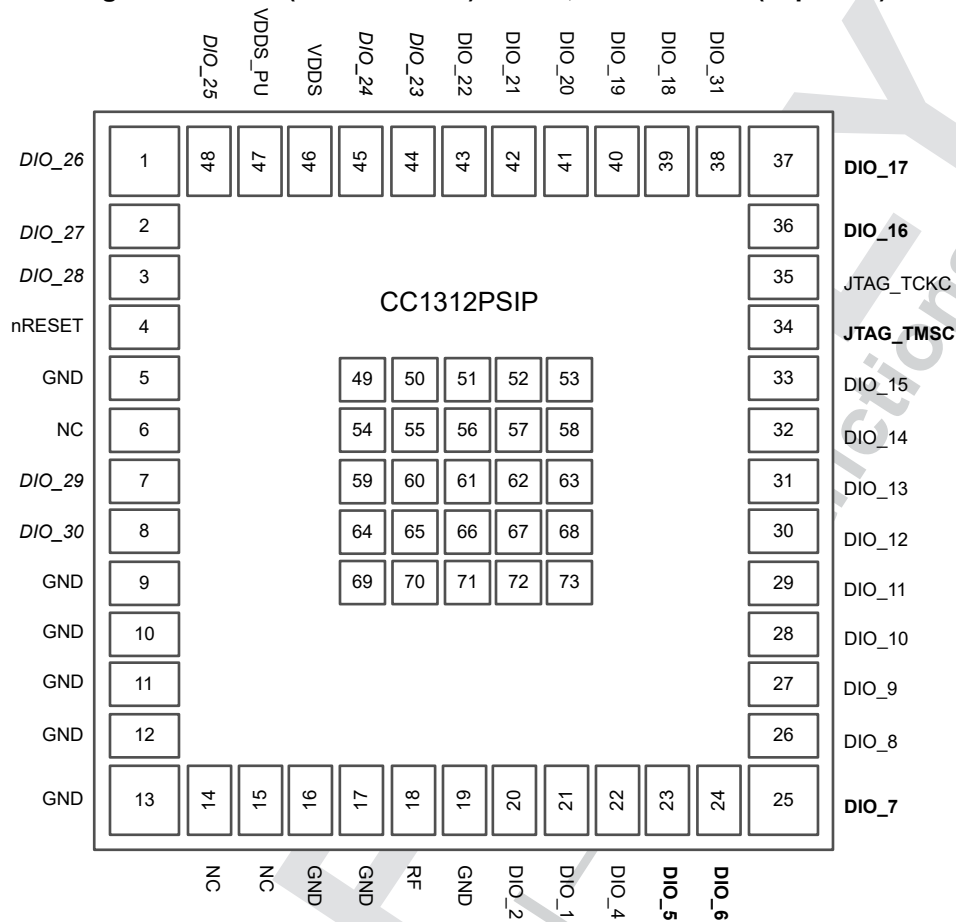 DIO_25 VDDS_PU VDDS DIO_24 DIO_23 DIO_22 DIO_21 DIO_20 DIO_19 DIO_18 DIO_31
DIO_26 1 48 47 46 45 44 43 42 41 40 39 38 37 DIO_17
DIO_27 2 36 DIO_16
DIO_28 3 35 JTAG_TCKC
CC1312PSIP
nRESET 4 34 JTAG_TMSC
GND 5 49 50 51 52 53 33 DIO_15
NC 6 54 55 56 57 58 32 DIO_14
DIO_29 7 59 60 61 62 63 31 DIO_13
DIO_30 8 64 65 66 67 68 30 DIO_12
GND 9 69 70 71 72 73 29 DIO_11
GND 10 28 DIO_10
GND 11 27 DIO_9
GND 12 26 DIO_8
GND 13 14 15 16 17 18 19 20 21 22 23 24 25 DIO_7
NC NC GND GND RF GND DIO_2 DIO_1 DIO_4 DIO_5 DIO_6